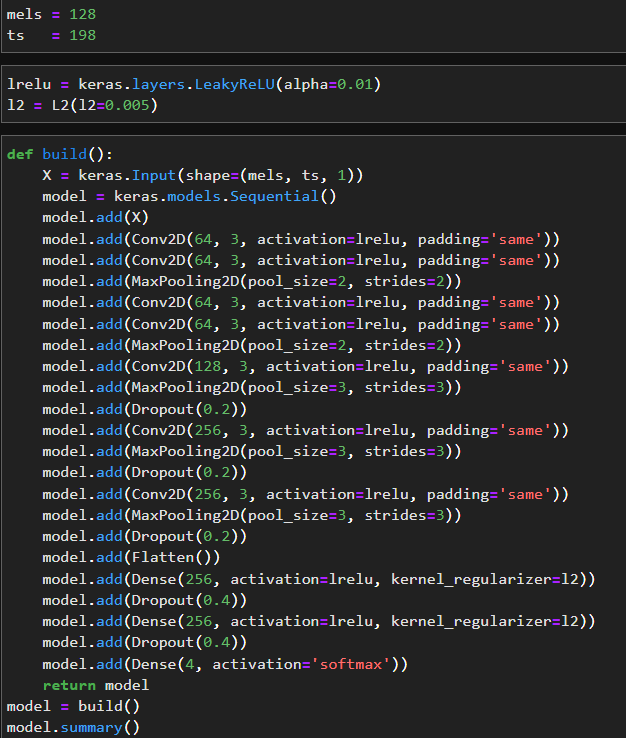 mels = 128
ts   = 198
lrelu = keras.layers.LeakyReLU(alpha=0.01)
l2 = L2(l2=0.005)
def build():
    X = keras.Input(shape=(mels, ts, 1))
    model = keras.models.Sequential()
    model.add(X)
    model.add(Conv2D(64, 3, activation=lrelu, padding='same'))
    model.add(Conv2D(64, 3, activation=lrelu, padding='same'))
    model.add(MaxPooling2D(pool_size=2, strides=2))
    model.add(Conv2D(64, 3, activation=lrelu, padding='same'))
    model.add(Conv2D(64, 3, activation=lrelu, padding='same'))
    model.add(MaxPooling2D(pool_size=2, strides=2))
    model.add(Conv2D(128, 3, activation=lrelu, padding='same'))
    model.add(MaxPooling2D(pool_size=3, strides=3))
    model.add(Dropout(0.2))
    model.add(Conv2D(256, 3, activation=lrelu, padding='same'))
    model.add(MaxPooling2D(pool_size=3, strides=3))
    model.add(Dropout(0.2))
    model.add(Conv2D(256, 3, activation=lrelu, padding='same'))
    model.add(MaxPooling2D(pool_size=3, strides=3))
    model.add(Dropout(0.2))
    model.add(Flatten())
    model.add(Dense(256, activation=lrelu, kernel_regularizer=l2))
    model.add(Dropout(0.4))
    model.add(Dense(256, activation=lrelu, kernel_regularizer=l2))
    model.add(Dropout(0.4))
    model.add(Dense(4, activation='softmax'))
    return model
model = build()
model.summary()